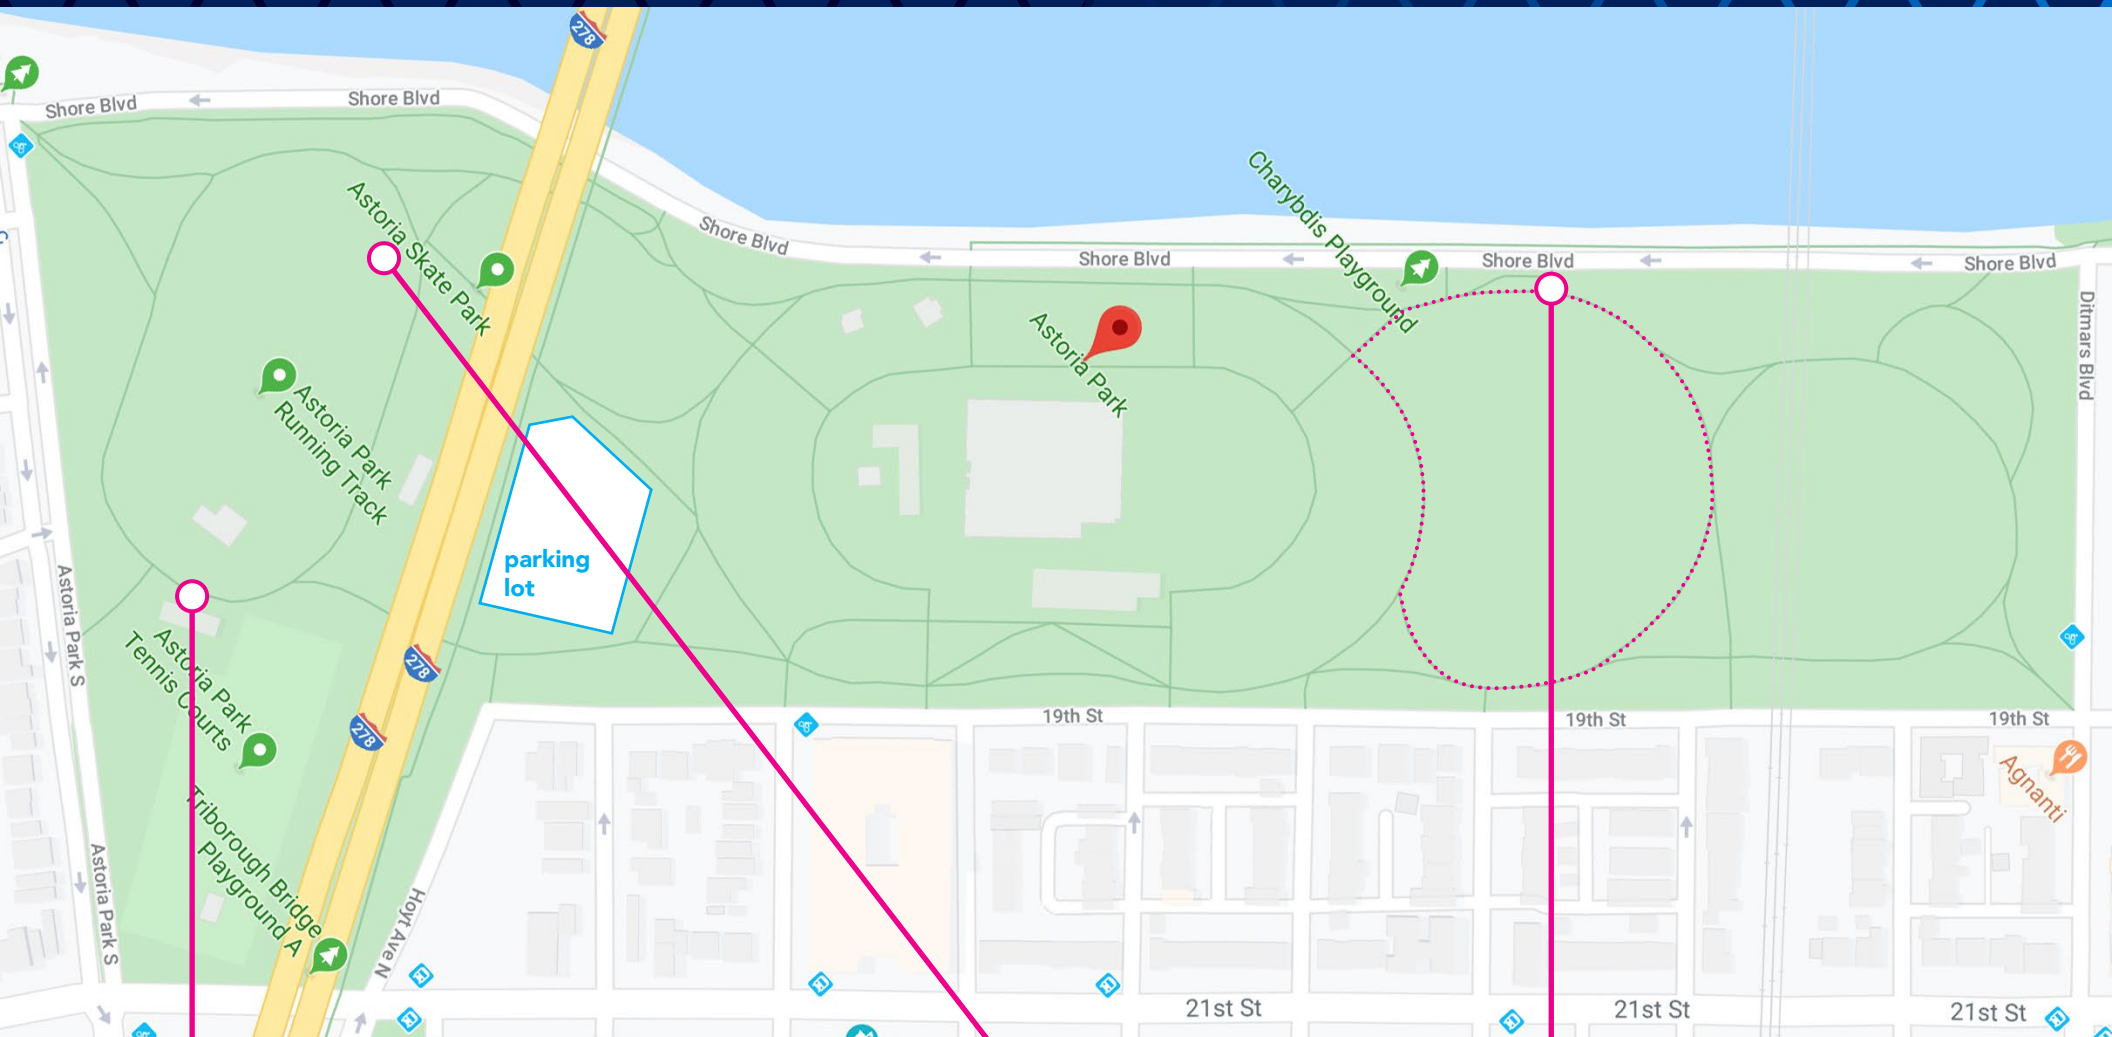 278
Shore Blvd
Shore Blvd
Shore Blvd
Shore Blvd
Shore Blvd
Shore Blvd
Charybdis Playground
Astoria Skate Park
Astoria Park
Ditmars Blvd
Astoria Park
Running Track
parking
lot
Astoria Park S
Astoria Park
Tennis Courts
278
278
19th St
19th St
19th St
Agnanti
Triborough Bridge
Playground A
Astoria Park S
Hoyt Ave N
21st St
21st St
21st St